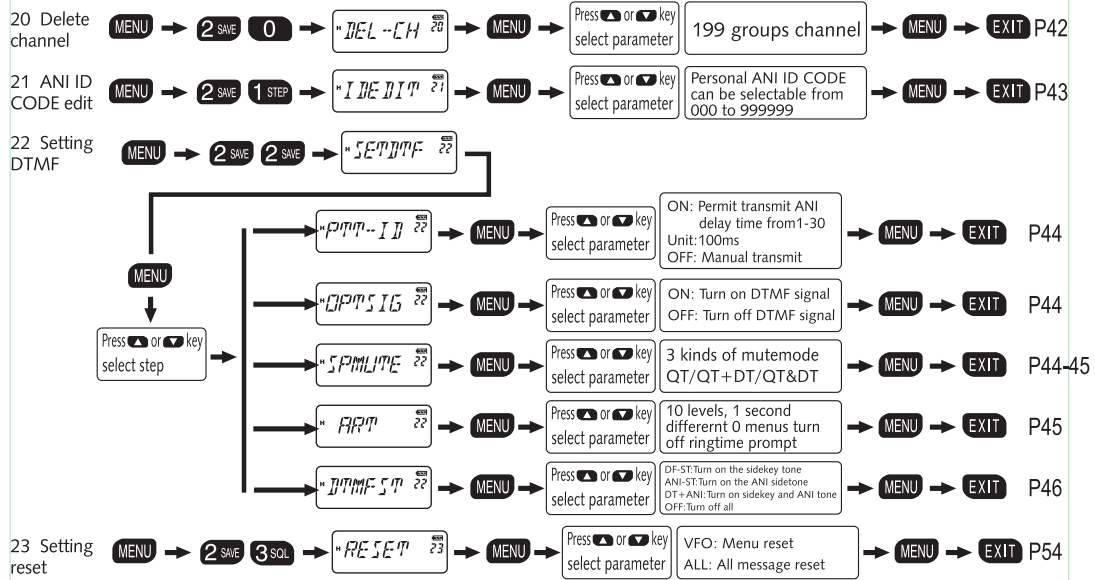 20 Delete channel MENU 2 SAVE 0 M DEL--CH 20 MENU Press or key select parameter 199 groups channel MENU EXIT P42
21 ANI ID CODE edit MENU 2 SAVE 1 STEP M IDEDIT 21 MENU Press or key select parameter Personal ANI ID CODE can be selectable from 000 to 999999 MENU EXIT P43
22 Setting DTMF MENU 2 SAVE 2 SAVE M SETDTF 22
MENU
Press or key
select step
M PTT--ID 22 MENU Press or key select parameter ON: Permit transmit ANI delay time from1-30 Unit:100ms OFF: Manual transmit MENU EXIT P44
M OPTSIG 22 MENU Press or key select parameter ON: Turn on DTMF signal OFF: Turn off DTMF signal MENU EXIT P44
M SPMUTE 22 MENU Press or key select parameter 3 kinds of mutemode QT/QT+DT/QT&DT MENU EXIT P44-45
M ART 22 MENU Press or key select parameter 10 levels, 1 second differernt 0 menus turn off ringtime prompt MENU EXIT P45
M DTMFST 22 MENU Press or key select parameter DF-ST:Turn on the sidekey tone ANI-ST:Turn on the ANI sidetone DT+ANI:Turn on sidekey and ANI tone OFF:Turn off all MENU EXIT P46
23 Setting reset MENU 2 SAVE 3 SQL M RESET 23 MENU Press or key select parameter VFO: Menu reset ALL: All message reset MENU EXIT P54